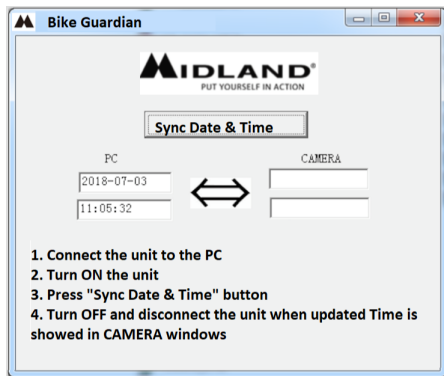 Bike Guardian
MIDLAND®
PUT YOURSELF IN ACTION
Sync Date & Time
PC
CAMERA
2018-07-03
11:05:32
1. Connect the unit to the PC
2. Turn ON the unit
3. Press "Sync Date & Time" button
4. Turn OFF and disconnect the unit when updated Time is
showed in CAMERA windows